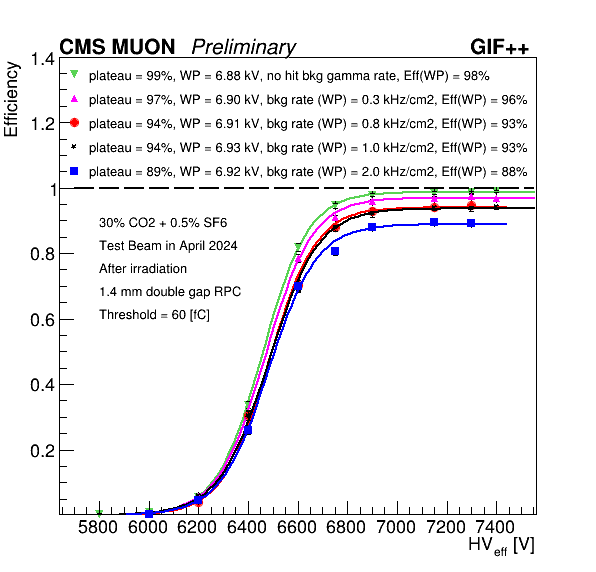 CMS MUON Preliminary GIF++
Efficiency
1.4
plateau = 99%, WP = 6.88 kV, no hit bkg gamma rate, Eff(WP) = 98%
plateau = 97%, WP = 6.90 kV, bkg rate (WP) = 0.3 kHz/cm2, Eff(WP) = 96%
1.2
plateau = 94%, WP = 6.91 kV, bkg rate (WP) = 0.8 kHz/cm2, Eff(WP) = 93%
plateau = 94%, WP = 6.93 kV, bkg rate (WP) = 1.0 kHz/cm2, Eff(WP) = 93%
plateau = 89%, WP = 6.92 kV, bkg rate (WP) = 2.0 kHz/cm2, Eff(WP) = 88%
1
30% CO2 + 0.5% SF6
Test Beam in April 2024
0.8
After irradiation
1.4 mm double gap RPC
Threshold = 60 [fC]
0.6
0.4
0.2
5800 6000 6200 6400 6600 6800 7000 7200 7400
HVeff [V]